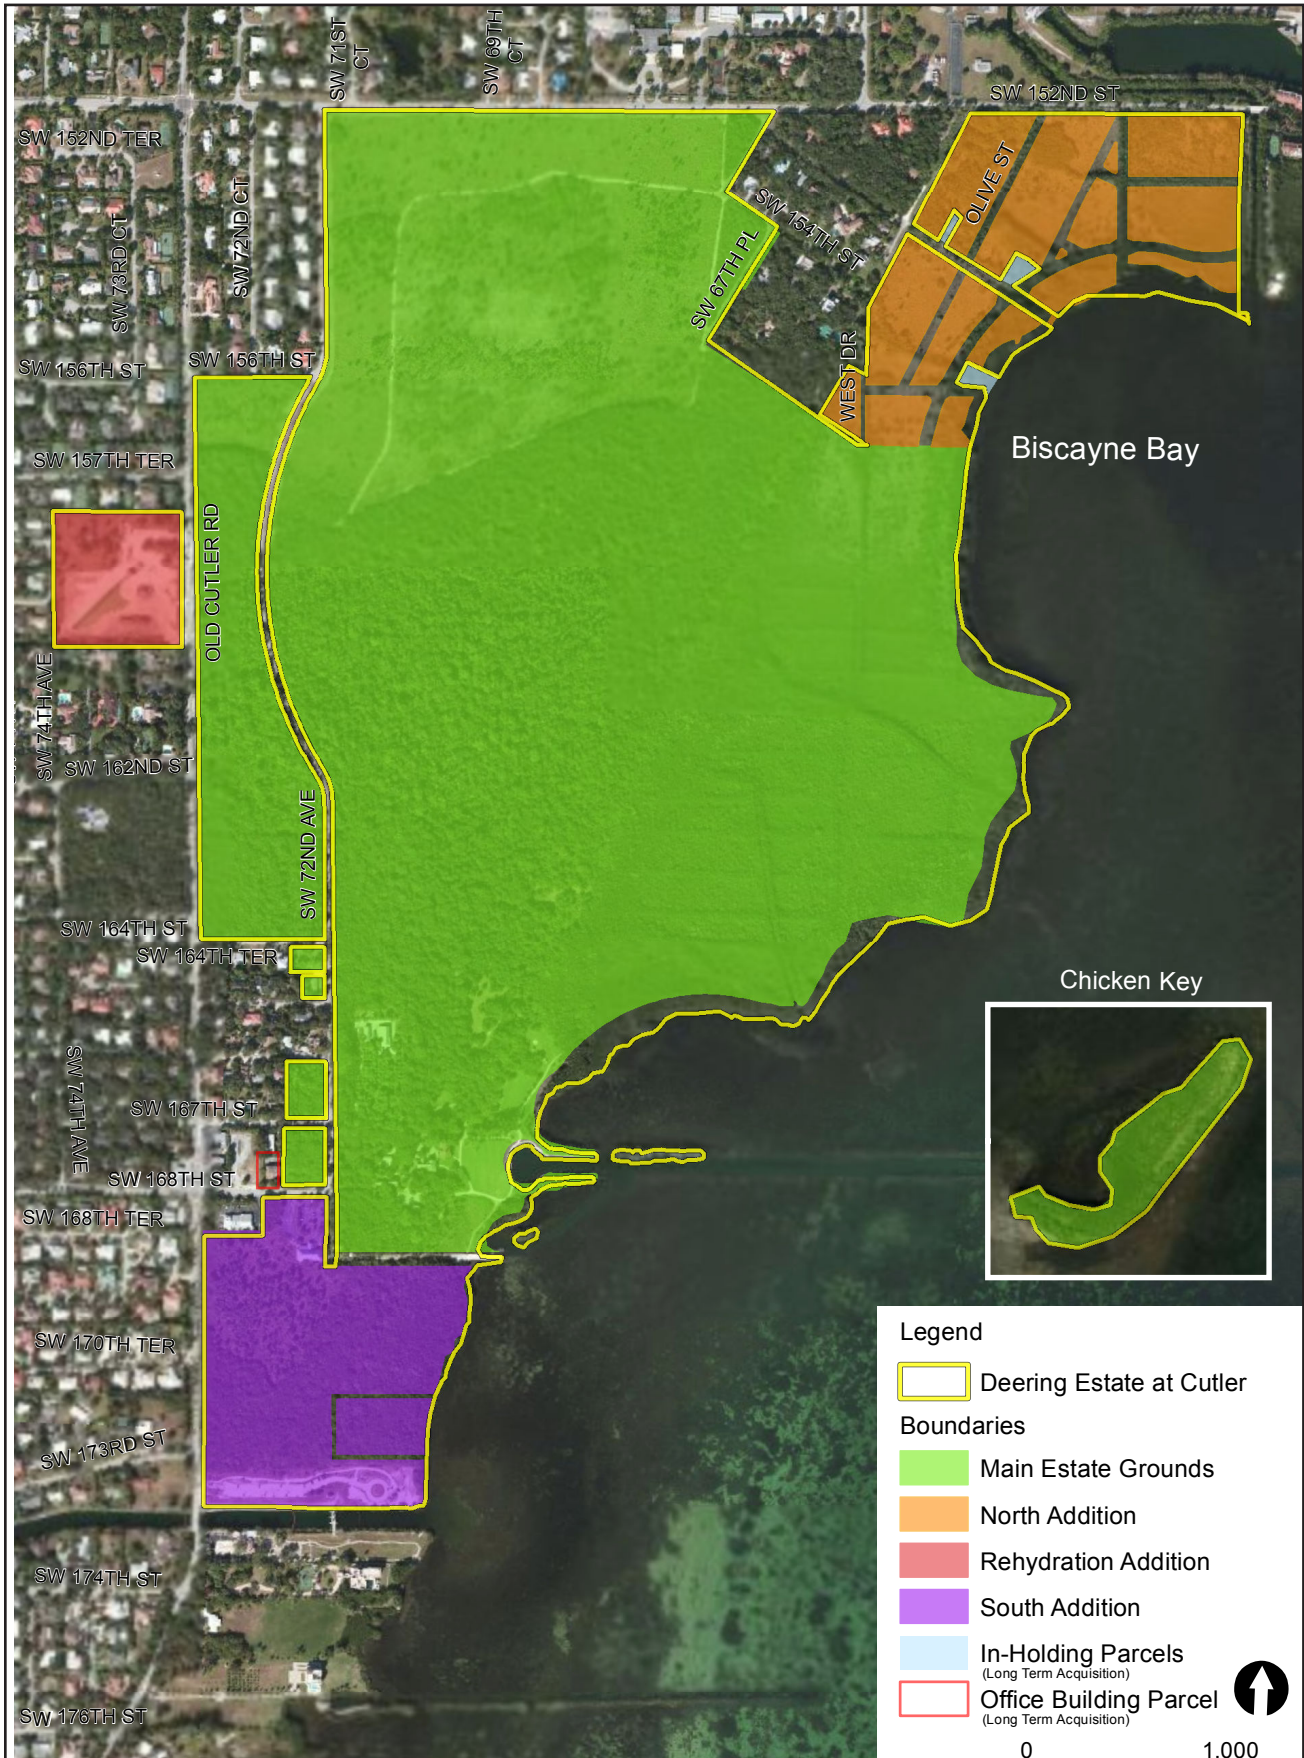 SW 71ST
CT
SW 69TH
CT
SW 152ND ST
SW 152ND TER
OLIVE ST
SW 73RD CT
SW 72ND CT
SW 154TH ST
SW 67TH PL
SW 156TH ST
SW 156TH ST
WEST DR
Biscayne Bay
SW 157TH TER
OLD CUTLER RD
SW 74TH AVE
SW 162ND ST
SW 72ND AVE
SW 164TH ST
SW 164TH TER
Chicken Key
SW 74TH AVE
SW 167TH ST
SW 168TH ST
SW 168TH TER
SW 170TH TER
SW 173RD ST
SW 174TH ST
SW 176TH ST
Legend
Deering Estate at Cutler
Boundaries
Main Estate Grounds
North Addition
Rehydration Addition
South Addition
In-Holding Parcels
(Long Term Acquisition)
Office Building Parcel
(Long Term Acquisition)
0 1,000